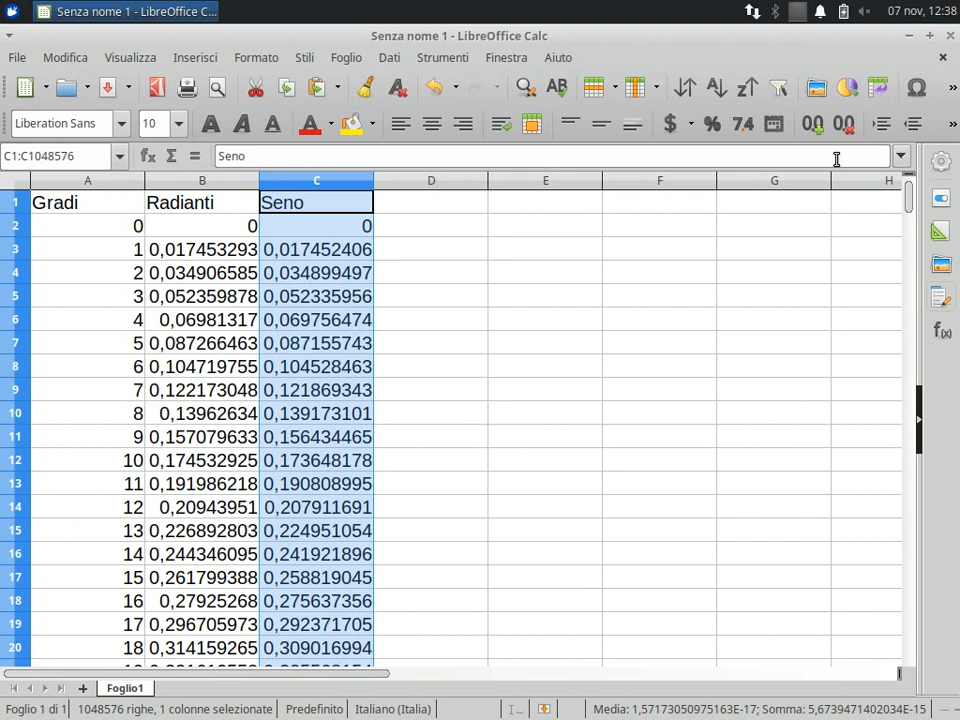 Senza nome 1 - LibreOffice C...
07 nov, 12:38
Senza nome 1 - LibreOffice Calc
File Modifica Visualizza Inserisci Formato Stili Foglio Dati Strumenti Finestra Aiuto
Liberation Sans 10
C1:C1048576 Seno
A B C D E F G H
1 Gradi Radianti Seno
2 0 0 0
3 1 0,017453293 0,017452406
4 2 0,034906585 0,034899497
5 3 0,052359878 0,052335956
6 4 0,06981317 0,069756474
7 5 0,087266463 0,087155743
8 6 0,104719755 0,104528463
9 7 0,122173048 0,121869343
10 8 0,13962634 0,139173101
11 9 0,157079633 0,156434465
12 10 0,174532925 0,173648178
13 11 0,191986218 0,190808995
14 12 0,20943951 0,207911691
15 13 0,226892803 0,224951054
16 14 0,244346095 0,241921896
17 15 0,261799388 0,258819045
18 16 0,27925268 0,275637356
19 17 0,296705973 0,292371705
20 18 0,314159265 0,309016994
Foglio1
Foglio 1 di 1 1048576 righe, 1 colonne selezionate Predefinito Italiano (Italia) Media: 1,57173050975163E-17; Somma: 5,6739471402034E-15